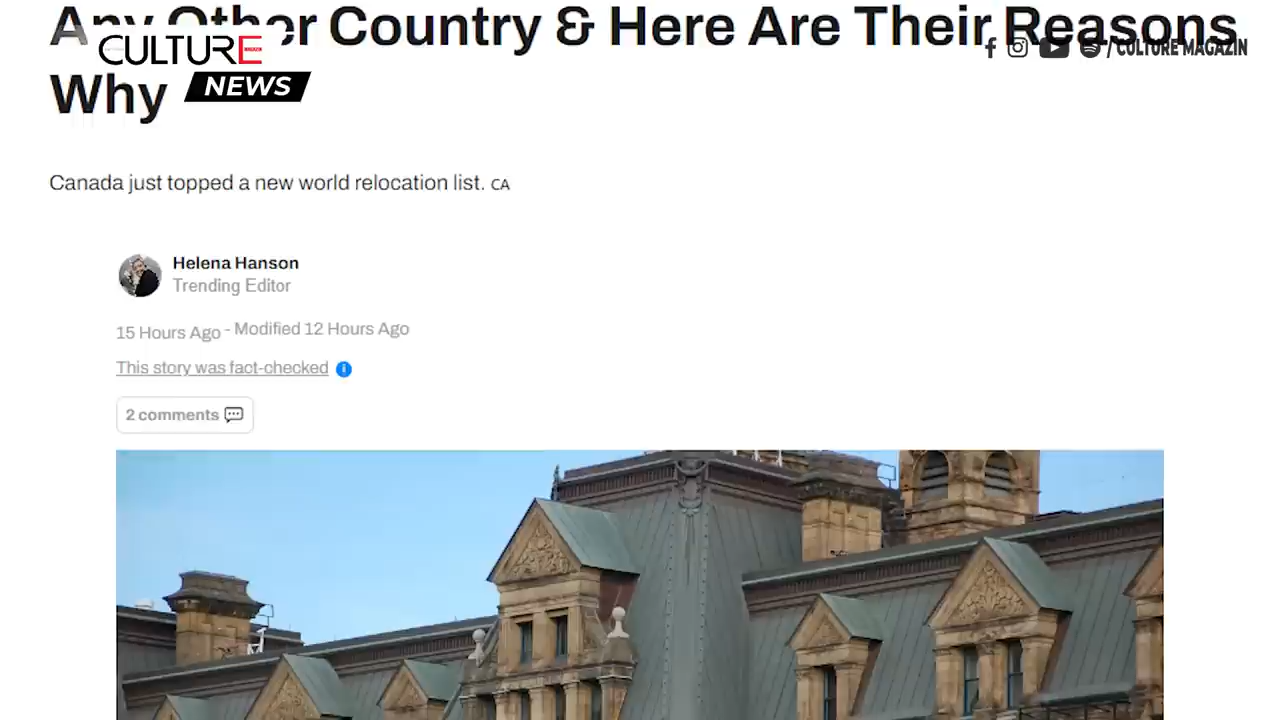 Any Other Country & Here Are Their Reasons
Why
CULTURE
NEWS
/ CULTURE MAGAZIN
Canada just topped a new world relocation list. CA
Helena Hanson
Trending Editor
15 Hours Ago - Modified 12 Hours Ago
This story was fact-checked
2 comments